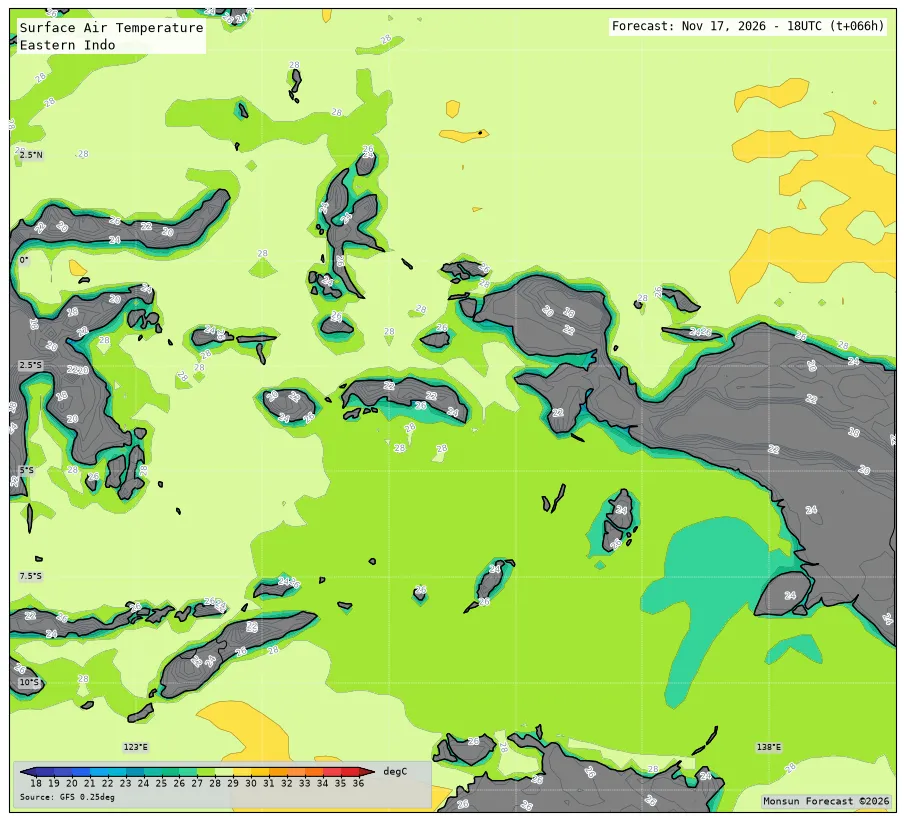 Surface Air Temperature
Eastern Indo
Forecast: Nov 17, 2026 - 18UTC (t+066h)
2.5°N
0°
2.5°S
5°S
7.5°S
10°S
123°E
138°E
degC
18 19 20 21 22 23 24 25 26 27 28 29 30 31 32 33 34 35 36
Source: GFS 0.25deg
Monsun Forecast ©2026